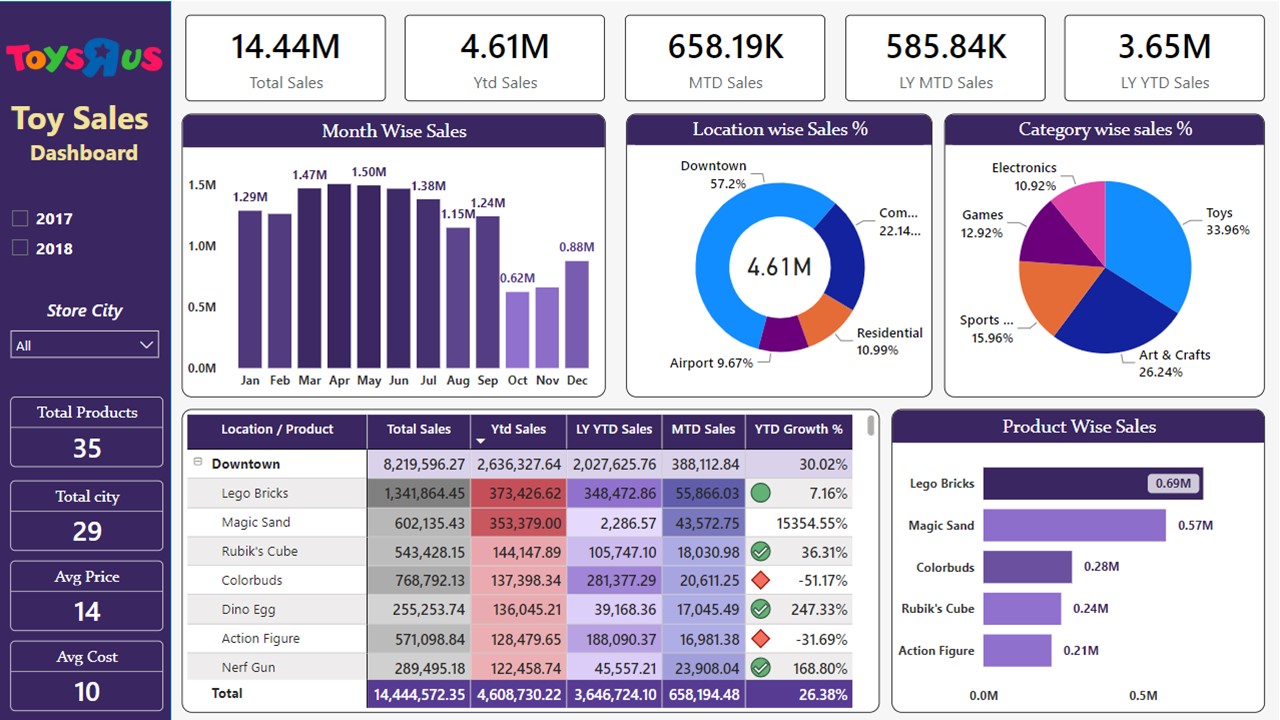 ToysRus
Toy Sales
Dashboard
2017
2018
Store City
All
Total Products
35
Total city
29
Avg Price
14
Avg Cost
10
14.44M
Total Sales
4.61M
Ytd Sales
658.19K
MTD Sales
585.84K
LY MTD Sales
3.65M
LY YTD Sales
Month Wise Sales
1.5M
1.0M
0.5M
0.0M
1.29M
1.47M
1.50M
1.38M
1.15M
1.24M
0.62M
0.88M
Jan Feb Mar Apr May Jun Jul Aug Sep Oct Nov Dec
Location wise Sales %
Downtown
57.2%
Com...
22.14...
4.61M
Residential
10.99%
Airport 9.67%
Category wise sales %
Electronics
10.92%
Games
12.92%
Toys
33.96%
Sports ...
15.96%
Art & Crafts
26.24%
Location / Product Total Sales Ytd Sales LY YTD Sales MTD Sales YTD Growth %
Downtown 8,219,596.27 2,636,327.64 2,027,625.76 388,112.84 30.02%
Lego Bricks 1,341,864.45 373,426.62 348,472.86 55,866.03 7.16%
Magic Sand 602,135.43 353,379.00 2,286.57 43,572.75 15354.55%
Rubik's Cube 543,428.15 144,147.89 105,747.10 18,030.98 36.31%
Colorbuds 768,792.13 137,398.34 281,377.29 20,611.25 -51.17%
Dino Egg 255,253.74 136,045.21 39,168.36 17,045.49 247.33%
Action Figure 571,098.84 128,479.65 188,090.37 16,981.38 -31.69%
Nerf Gun 289,495.18 122,458.74 45,557.21 23,908.04 168.80%
Total 14,444,572.35 4,608,730.22 3,646,724.10 658,194.48 26.38%
Product Wise Sales
Lego Bricks 0.69M
Magic Sand 0.57M
Colorbuds 0.28M
Rubik's Cube 0.24M
Action Figure 0.21M
0.0M 0.5M